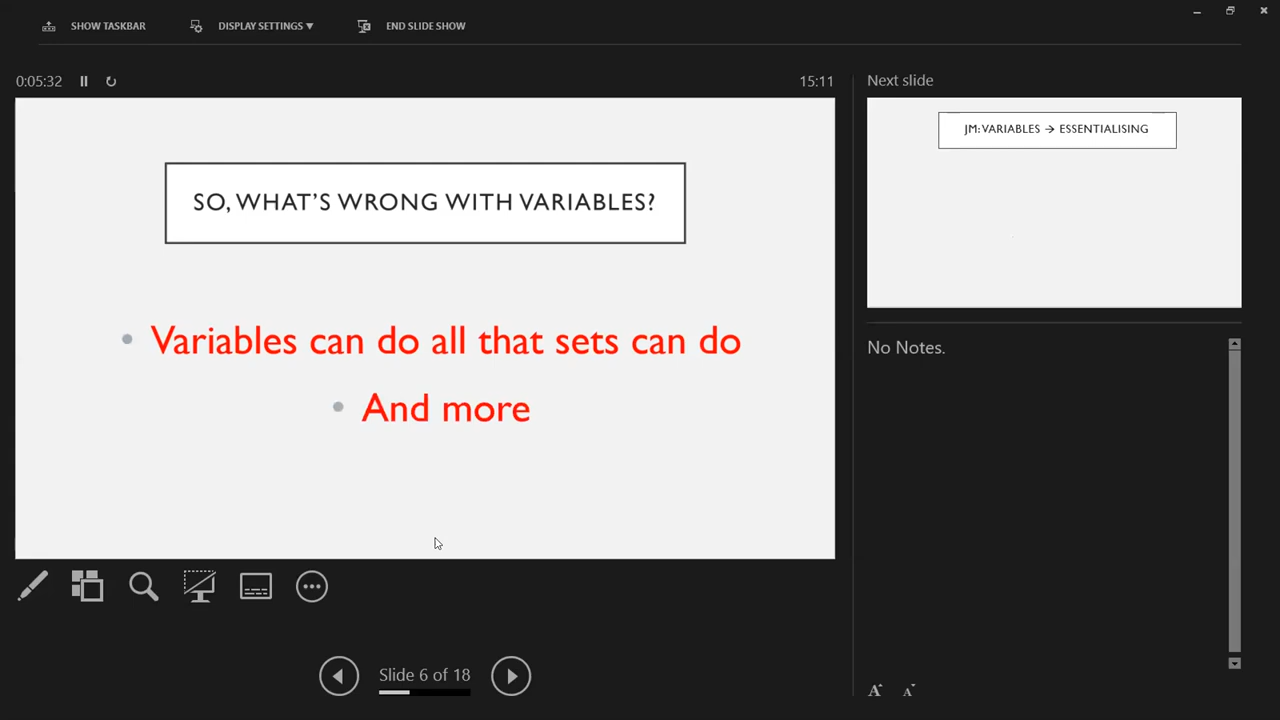 SHOW TASKBAR
DISPLAY SETTINGS ▼
END SLIDE SHOW
0:05:32
15:11
Next slide
SO, WHAT'S WRONG WITH VARIABLES?
• Variables can do all that sets can do
• And more
JM: VARIABLES → ESSENTIALISING
No Notes.
Slide 6 of 18
A A